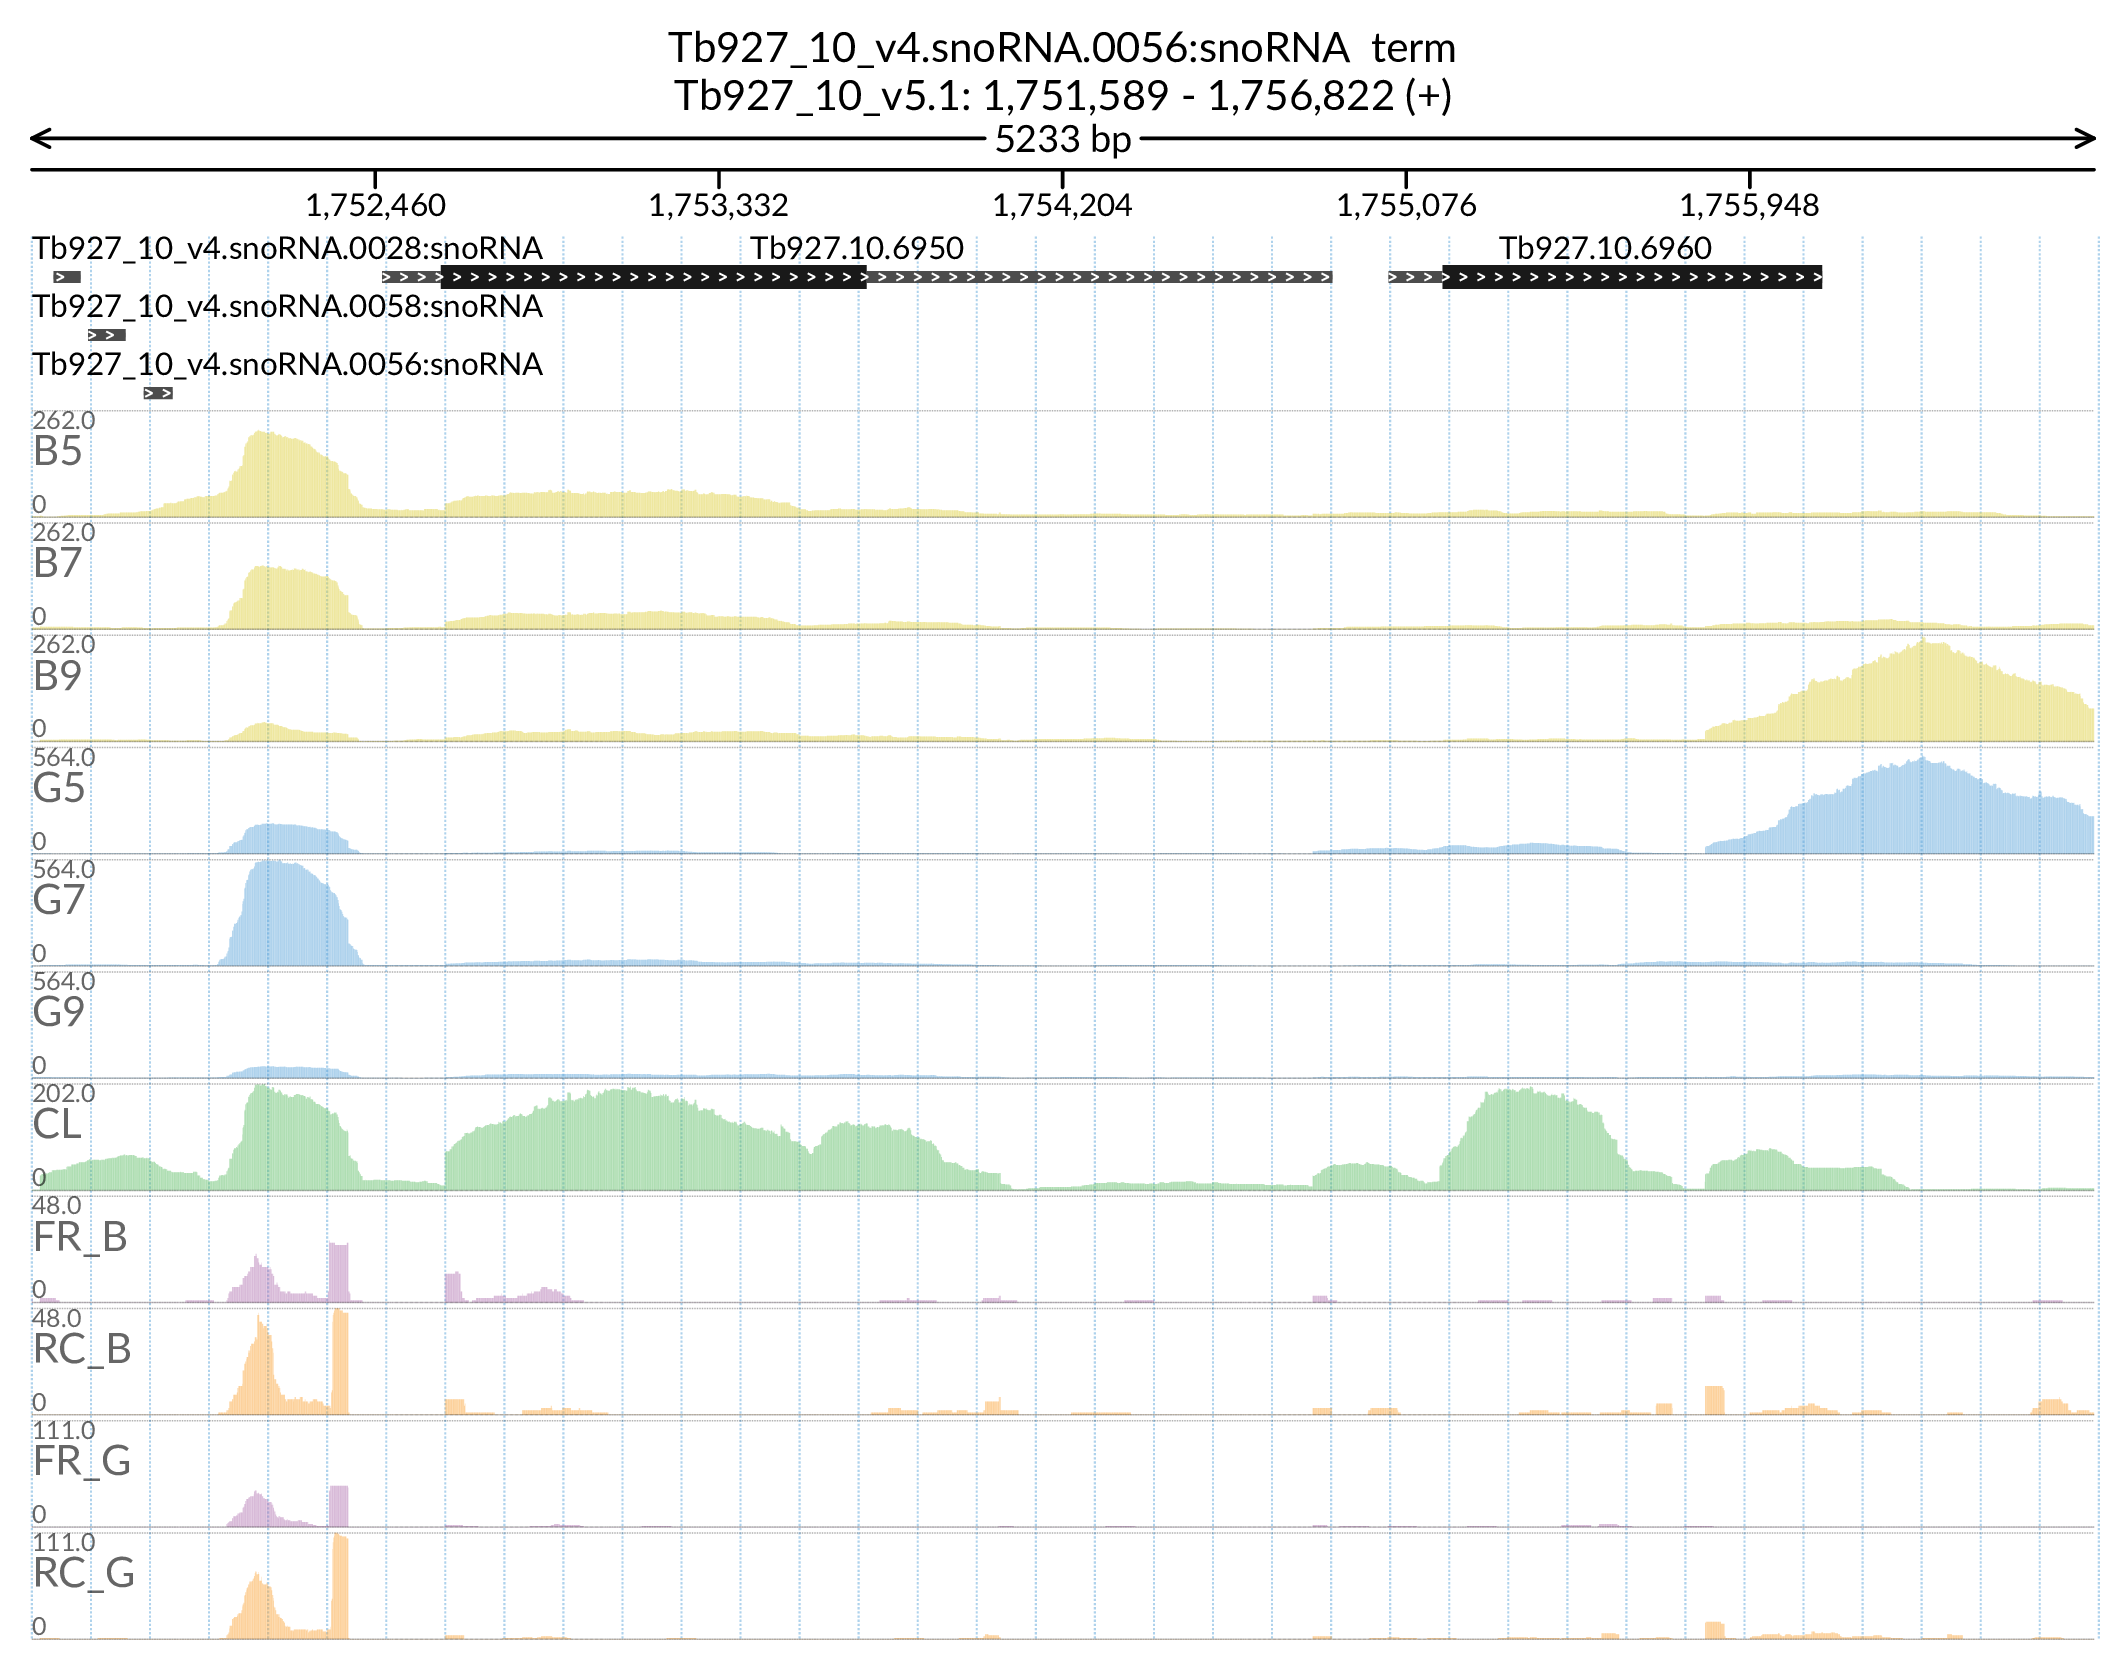 Tb927_10_v4.snoRNA.0056:snoRNA  term
Tb927_10_v5.1: 1,751,589 - 1,756,822 (+)
5233 bp
1,752,460 1,753,332 1,754,204 1,755,076 1,755,948
Tb927_10_v4.snoRNA.0028:snoRNA Tb927.10.6950 Tb927.10.6960
Tb927_10_v4.snoRNA.0058:snoRNA
Tb927_10_v4.snoRNA.0056:snoRNA
262.0
B5
0
262.0
B7
0
262.0
B9
0
564.0
G5
0
564.0
G7
0
564.0
G9
0
202.0
CL
0
48.0
FR_B
0
48.0
RC_B
0
111.0
FR_G
0
111.0
RC_G
0